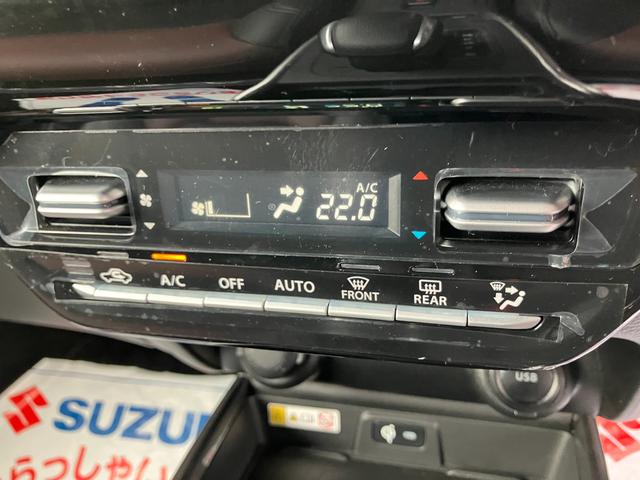 A/C
22.0
A/C
OFF
AUTO
FRONT
REAR
USB
SUZU
らっしゃい